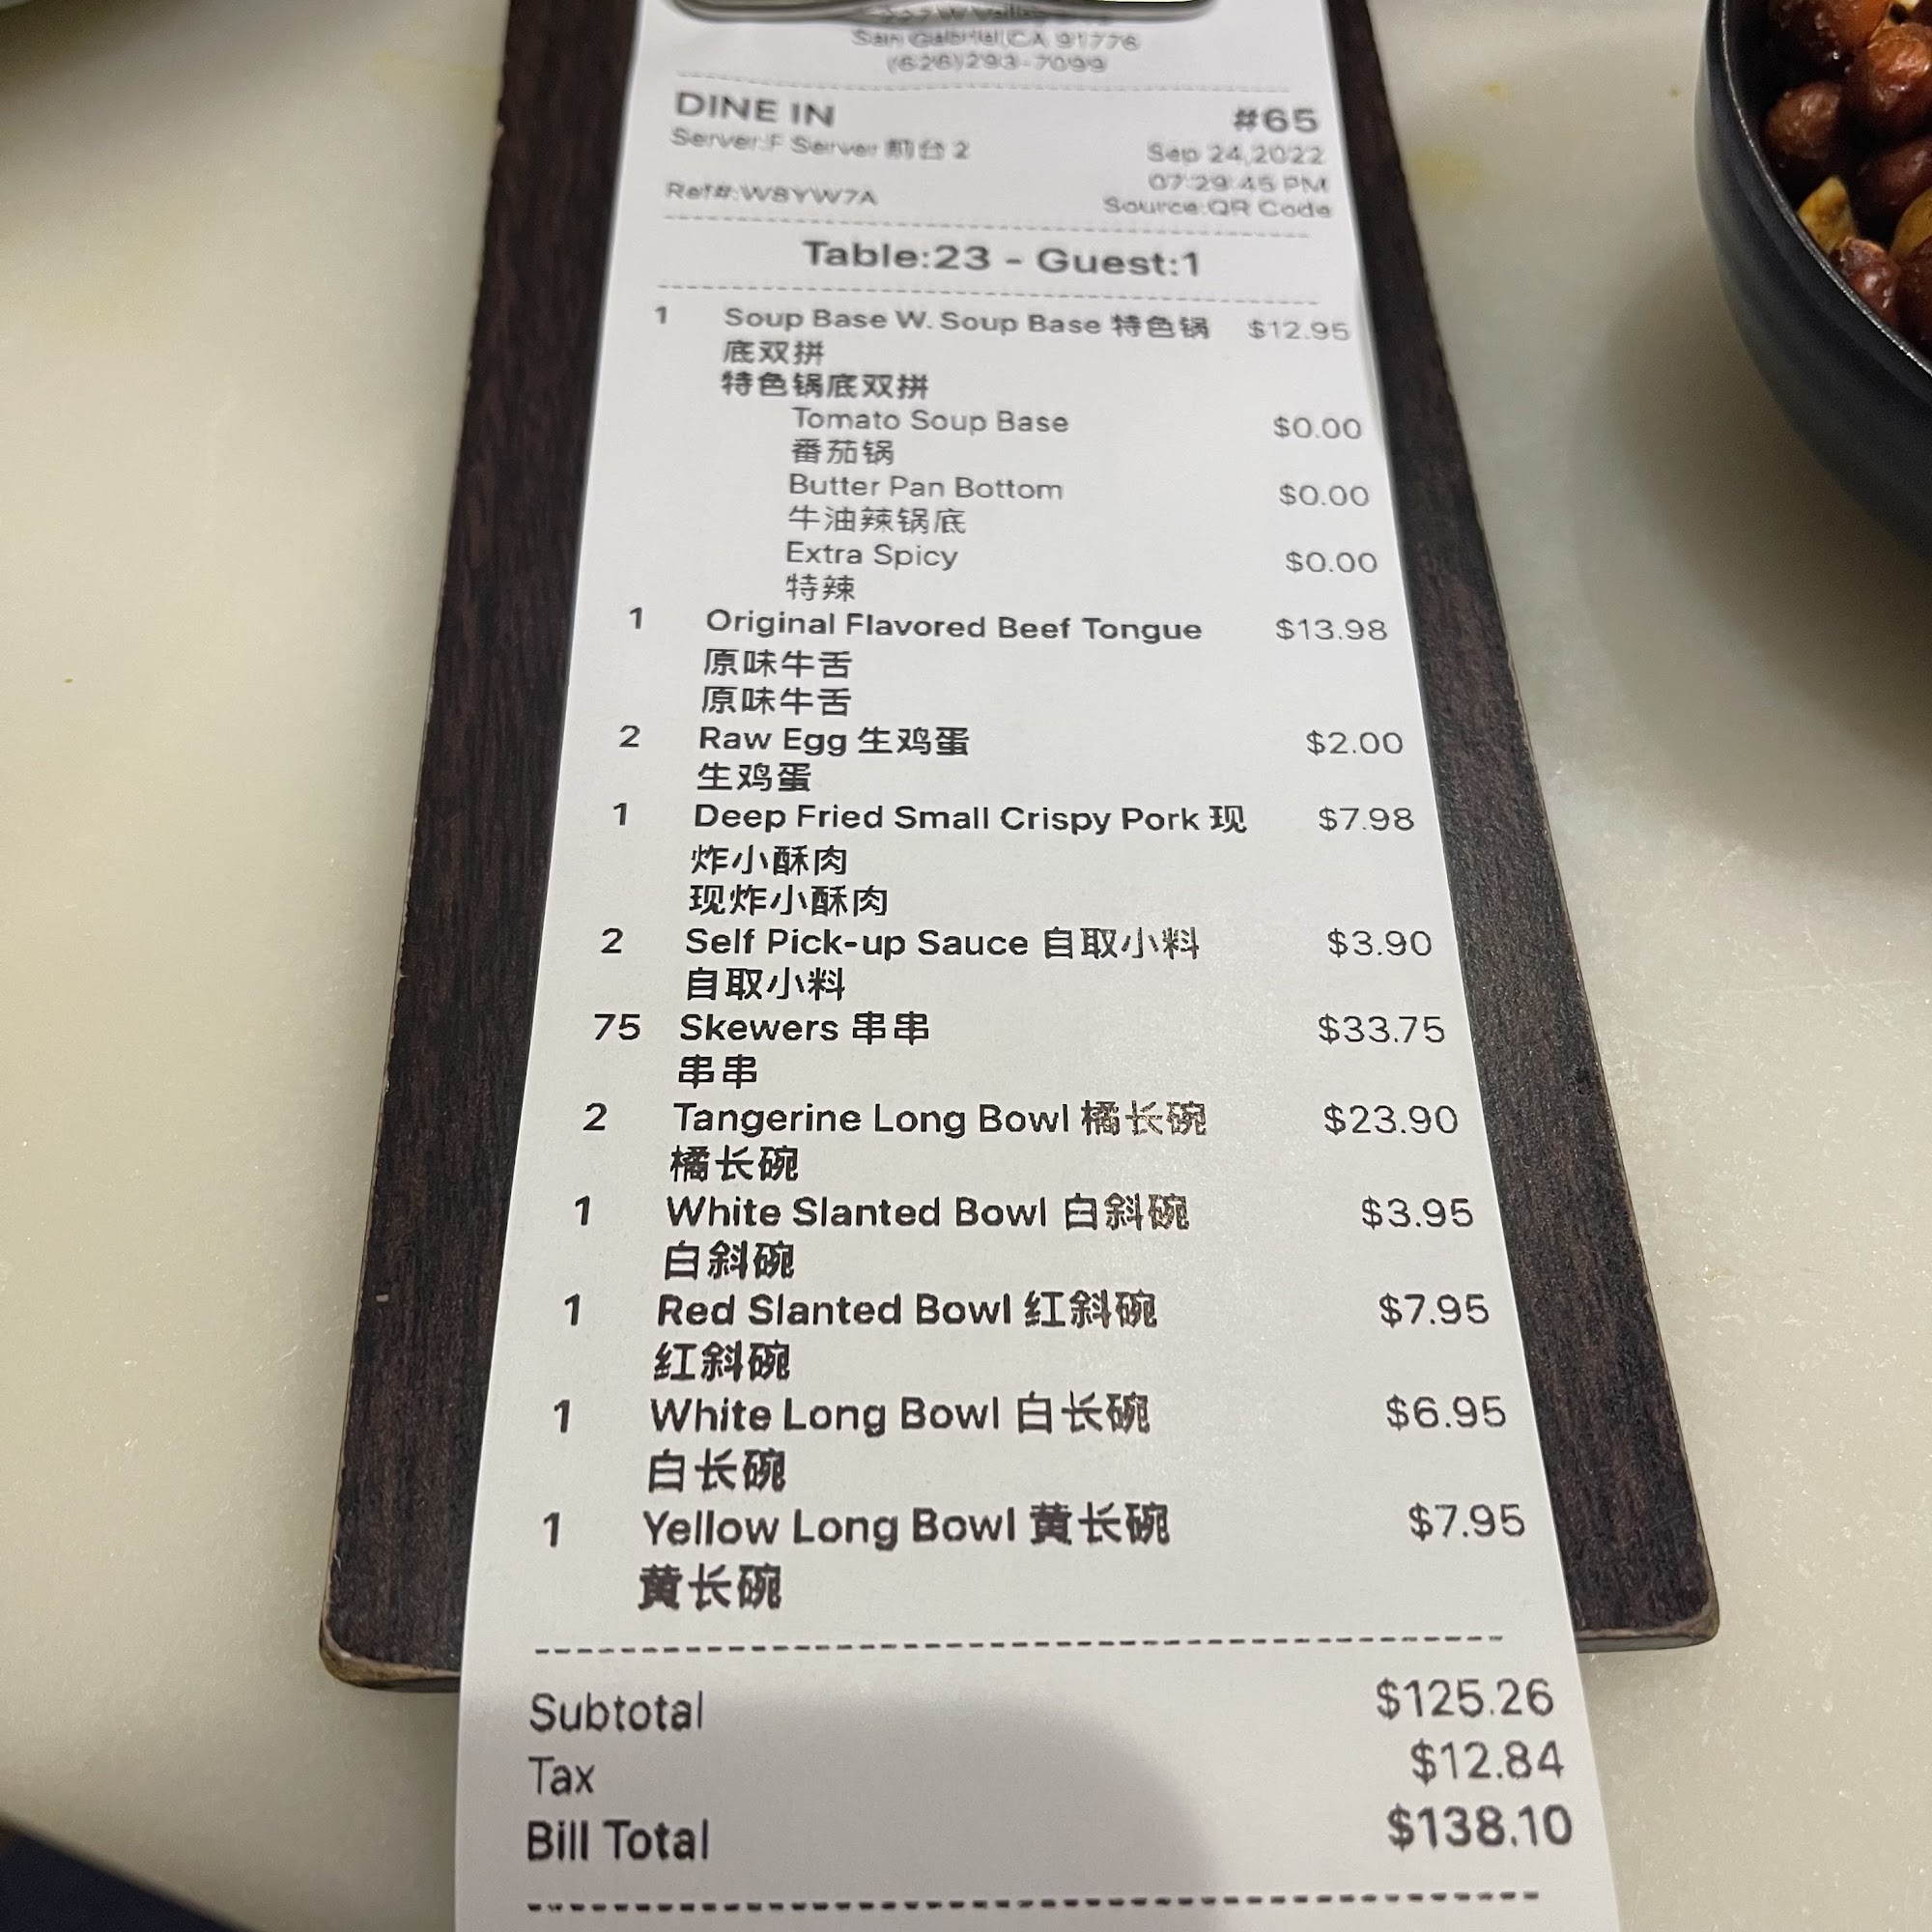 San Gabriel CA 91776
(626)293-7099
DINE IN #65
Server:F Server 前台 2 Sep 24,2022
07:29:45 PM
Ref#:W8YW7A Source:QR Code
Table:23 - Guest:1
1 Soup Base W. Soup Base 特色锅 $12.95
底双拼
特色锅底双拼
Tomato Soup Base $0.00
番茄锅
Butter Pan Bottom $0.00
牛油辣锅底
Extra Spicy $0.00
特辣
1 Original Flavored Beef Tongue $13.98
原味牛舌
原味牛舌
2 Raw Egg 生鸡蛋 $2.00
生鸡蛋
1 Deep Fried Small Crispy Pork 现 $7.98
炸小酥肉
现炸小酥肉
2 Self Pick-up Sauce 自取小料 $3.90
自取小料
75 Skewers 串串 $33.75
串串
2 Tangerine Long Bowl 橘长碗 $23.90
橘长碗
1 White Slanted Bowl 白斜碗 $3.95
白斜碗
1 Red Slanted Bowl 红斜碗 $7.95
红斜碗
1 White Long Bowl 白长碗 $6.95
白长碗
1 Yellow Long Bowl 黄长碗 $7.95
黄长碗
Subtotal $125.26
Tax $12.84
Bill Total $138.10